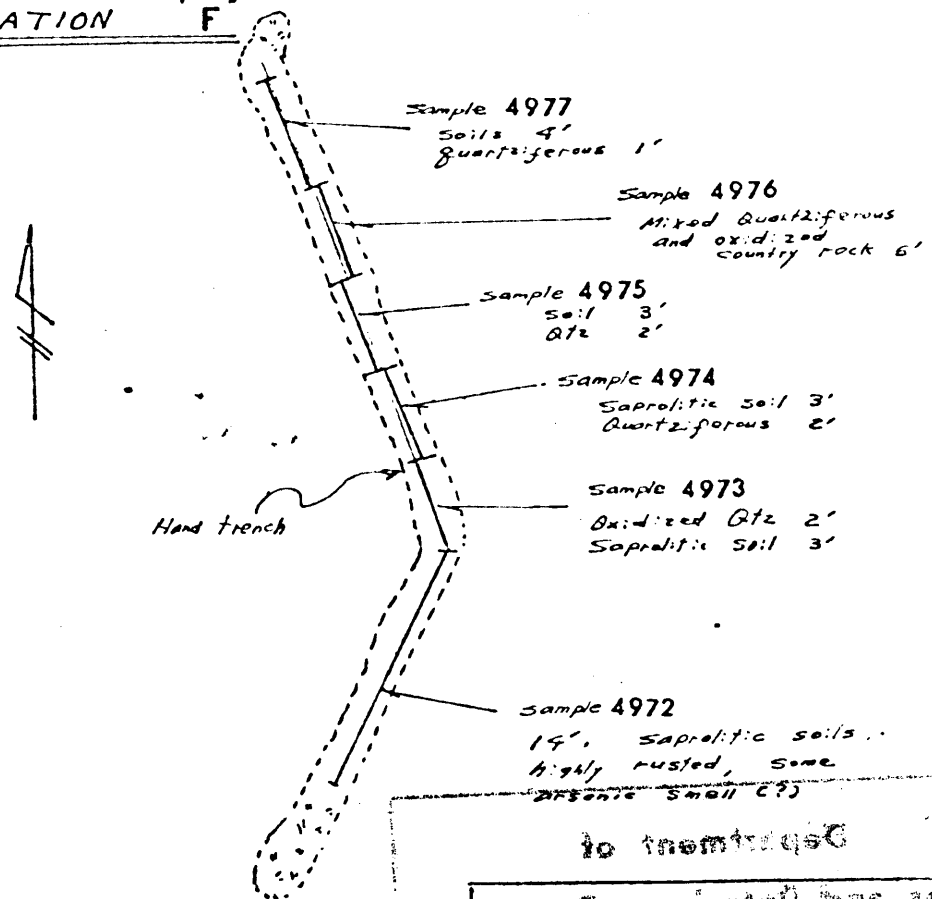 ATION F
Sample 4977
Soils 4'
Quartziferous 1'
Sample 4976
Mixed Quartziferous
and oxidized
country rock 6'
Sample 4975
Soil 3'
Qtz 2'
Sample 4974
Saprolitic soil 3'
Quartziferous 2'
Hand trench
Sample 4973
Oxidized Qtz 2'
Saprolitic Soil 3'
Sample 4972
14'. Saprolitic soils..
highly rusted, some
Arsenic Smell (?)
Department of
and